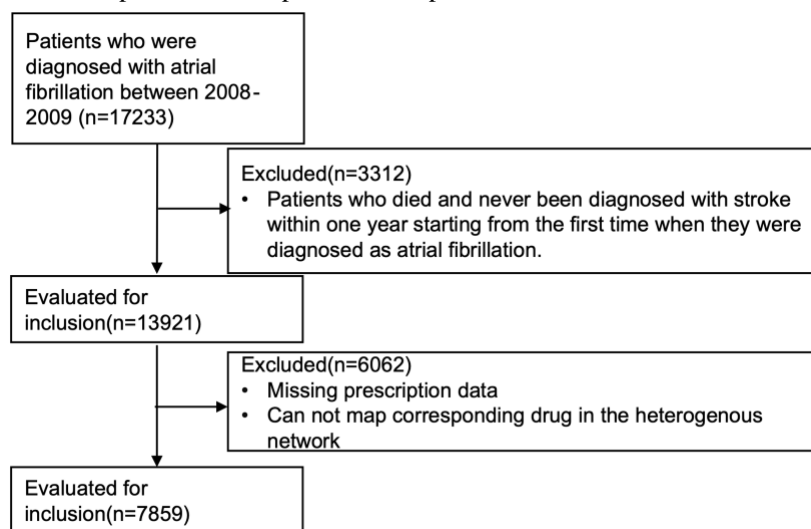 Patients who were
diagnosed with atrial
fibrillation between 2008-
2009 (n=17233)
Excluded(n=3312)
• Patients who died and never been diagnosed with stroke
within one year starting from the first time when they were
diagnosed as atrial fibrillation.
Evaluated for
inclusion(n=13921)
Excluded(n=6062)
• Missing prescription data
• Can not map corresponding drug in the heterogenous
network
Evaluated for
inclusion(n=7859)